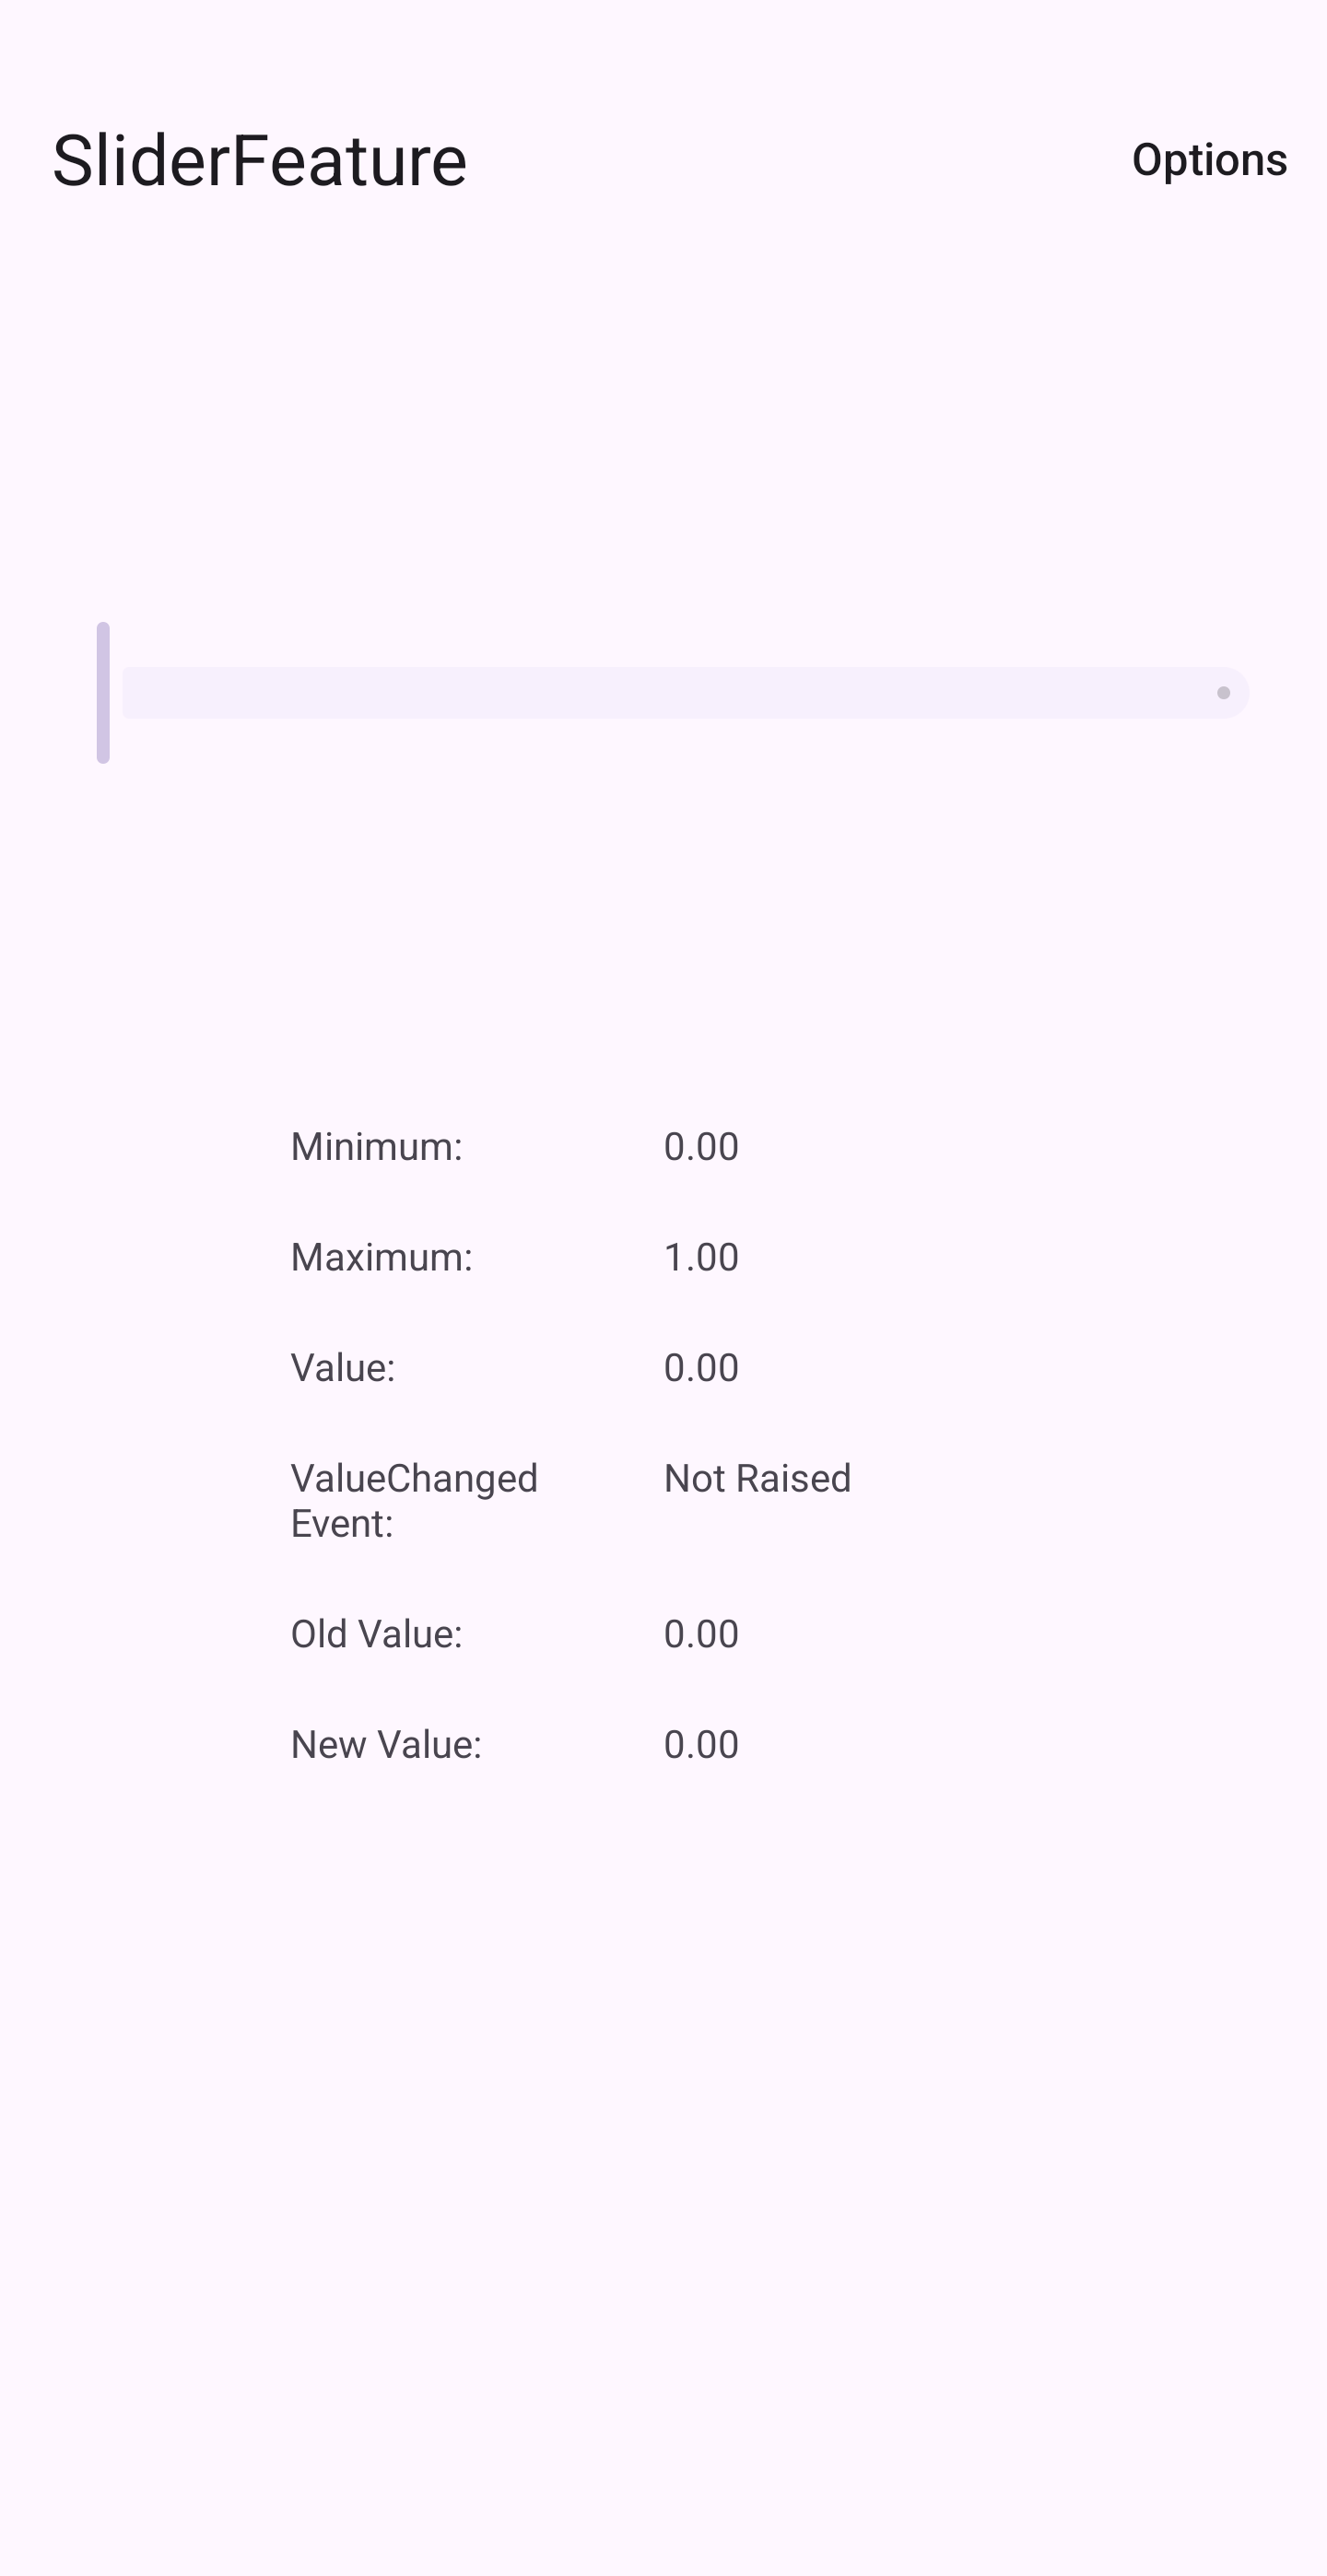 SliderFeature
Options
Minimum: 0.00
Maximum: 1.00
Value: 0.00
ValueChanged Not Raised
Event:
Old Value: 0.00
New Value: 0.00